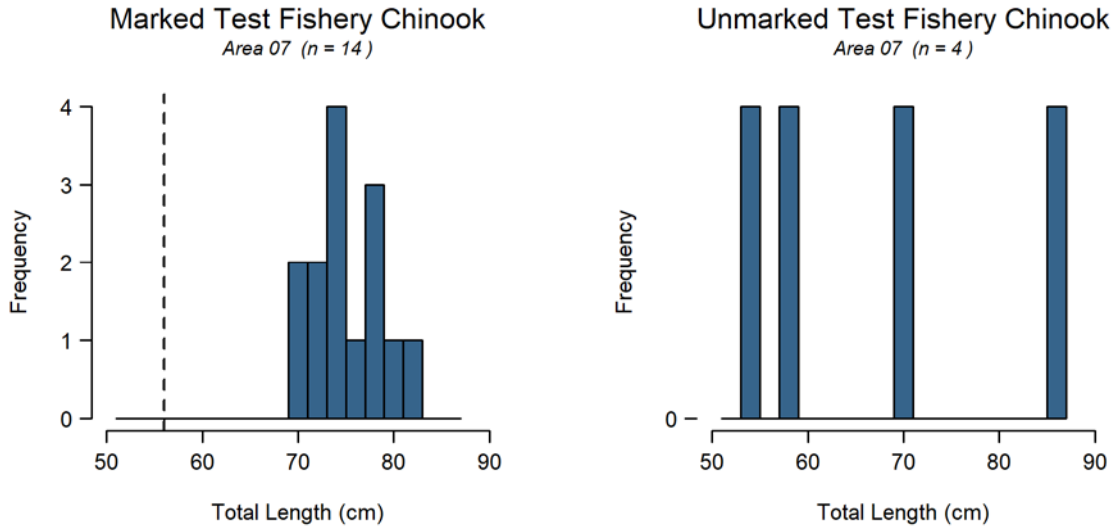 Marked Test Fishery Chinook
Area 07 (n = 14 )
4
3
2
1
0
Frequency
50 60 70 80 90
Total Length (cm)
Unmarked Test Fishery Chinook
Area 07 (n = 4 )
0
Frequency
50 60 70 80 90
Total Length (cm)